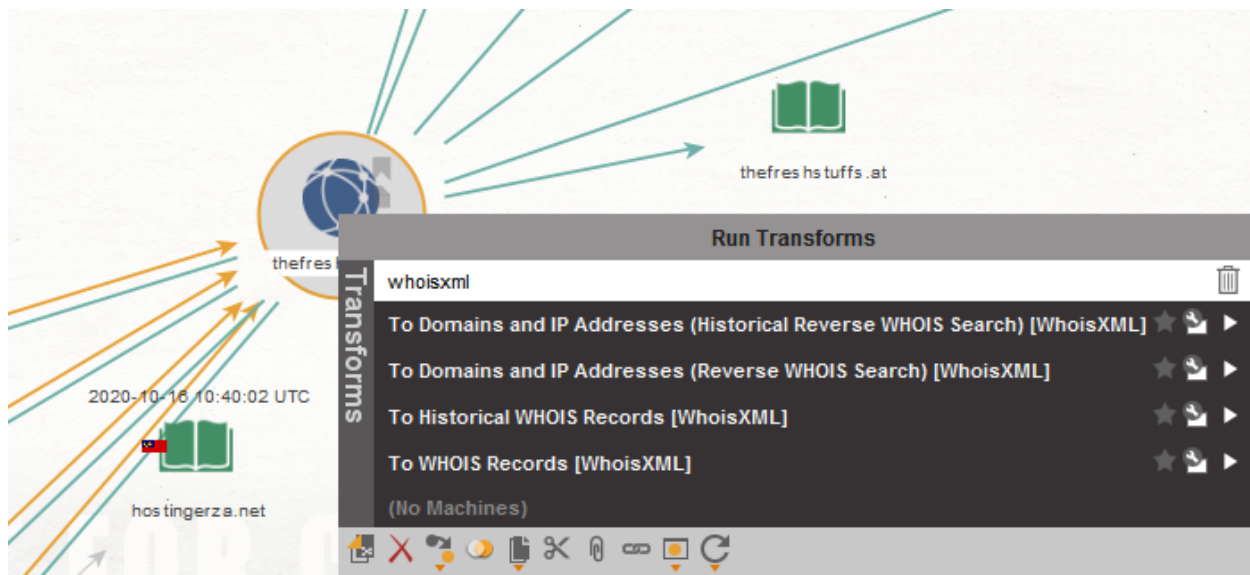 thefreshstuffs.at
Run Transforms
thefres
Transforms
whoisxml
To Domains and IP Addresses (Historical Reverse WHOIS Search) [WhoisXML]
To Domains and IP Addresses (Reverse WHOIS Search) [WhoisXML]
2020-10-16 10:40:02 UTC
To Historical WHOIS Records [WhoisXML]
To WHOIS Records [WhoisXML]
hostingerza.net
(No Machines)